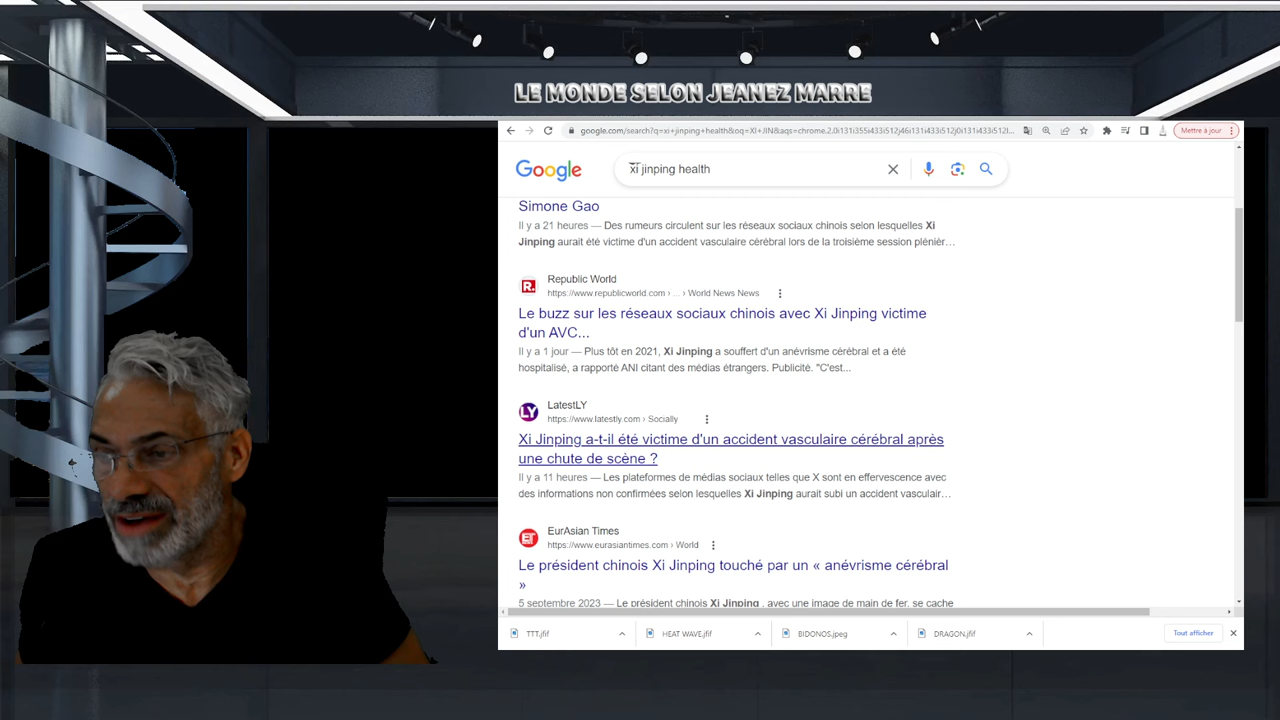 LE MONDE SELON JEANEZ MARRE
google.com/search?q=xi+jinping+health&oq=XI+JIN&aqs=chrome.2.0i131i355i433i512j46i131i433i512j0i131i433i512l...
Mettre à jour
Google
xi jinping health
Simone Gao
Il y a 21 heures — Des rumeurs circulent sur les réseaux sociaux chinois selon lesquelles Xi
Jinping aurait été victime d'un accident vasculaire cérébral lors de la troisième session plénièr…
Republic World
https://www.republicworld.com › ... › World News News
Le buzz sur les réseaux sociaux chinois avec Xi Jinping victime
d'un AVC...
Il y a 1 jour — Plus tôt en 2021, Xi Jinping a souffert d'un anévrisme cérébral et a été
hospitalisé, a rapporté ANI citant des médias étrangers. Publicité. "C'est...
LatestLY
https://www.latestly.com › Socially
Xi Jinping a-t-il été victime d'un accident vasculaire cérébral après
une chute de scène ?
Il y a 11 heures — Les plateformes de médias sociaux telles que X sont en effervescence avec
des informations non confirmées selon lesquelles Xi Jinping aurait subi un accident vasculair…
EurAsian Times
https://www.eurasiantimes.com › World
Le président chinois Xi Jinping touché par un « anévrisme cérébral
»
5 septembre 2023 — Le président chinois Xi Jinping , avec une image de main de fer, se cache
TTT.jfif
HEAT WAVE.jfif
BIDONOS.jpeg
DRAGON.jfif
Tout afficher